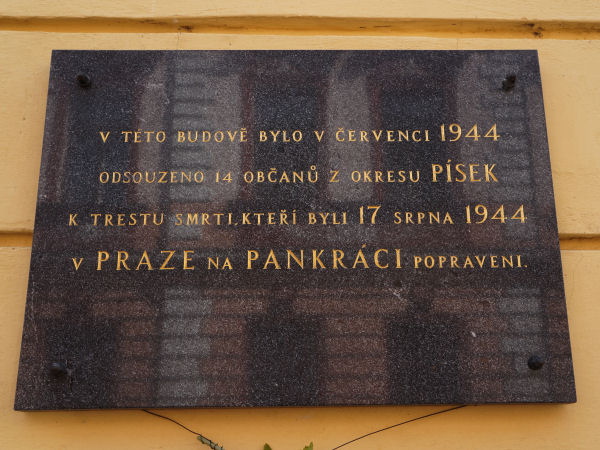 V TÉTO BUDOVĚ BYLO V ČERVENCI 1944
ODSOUZENO 14 OBČANŮ Z OKRESU PÍSEK
K TRESTU SMRTI, KTEŘÍ BYLI 17 SRPNA 1944
V PRAZE NA PANKRÁCI POPRAVENI.